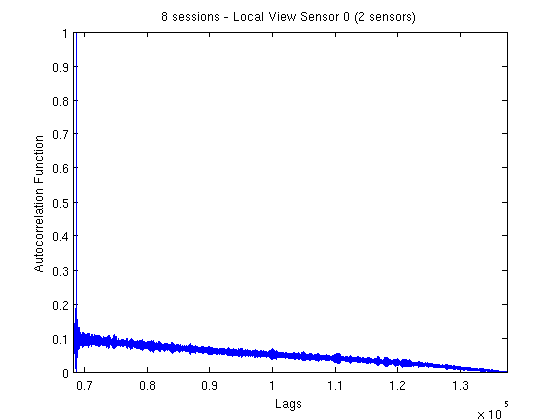 8 sessions - Local View Sensor 0 (2 sensors)
1
0.9
0.8
0.7
0.6
0.5
0.4
0.3
0.2
0.1
0
Autocorrelation Function
0.7 0.8 0.9 1 1.1 1.2 1.3
Lags
x 10^5